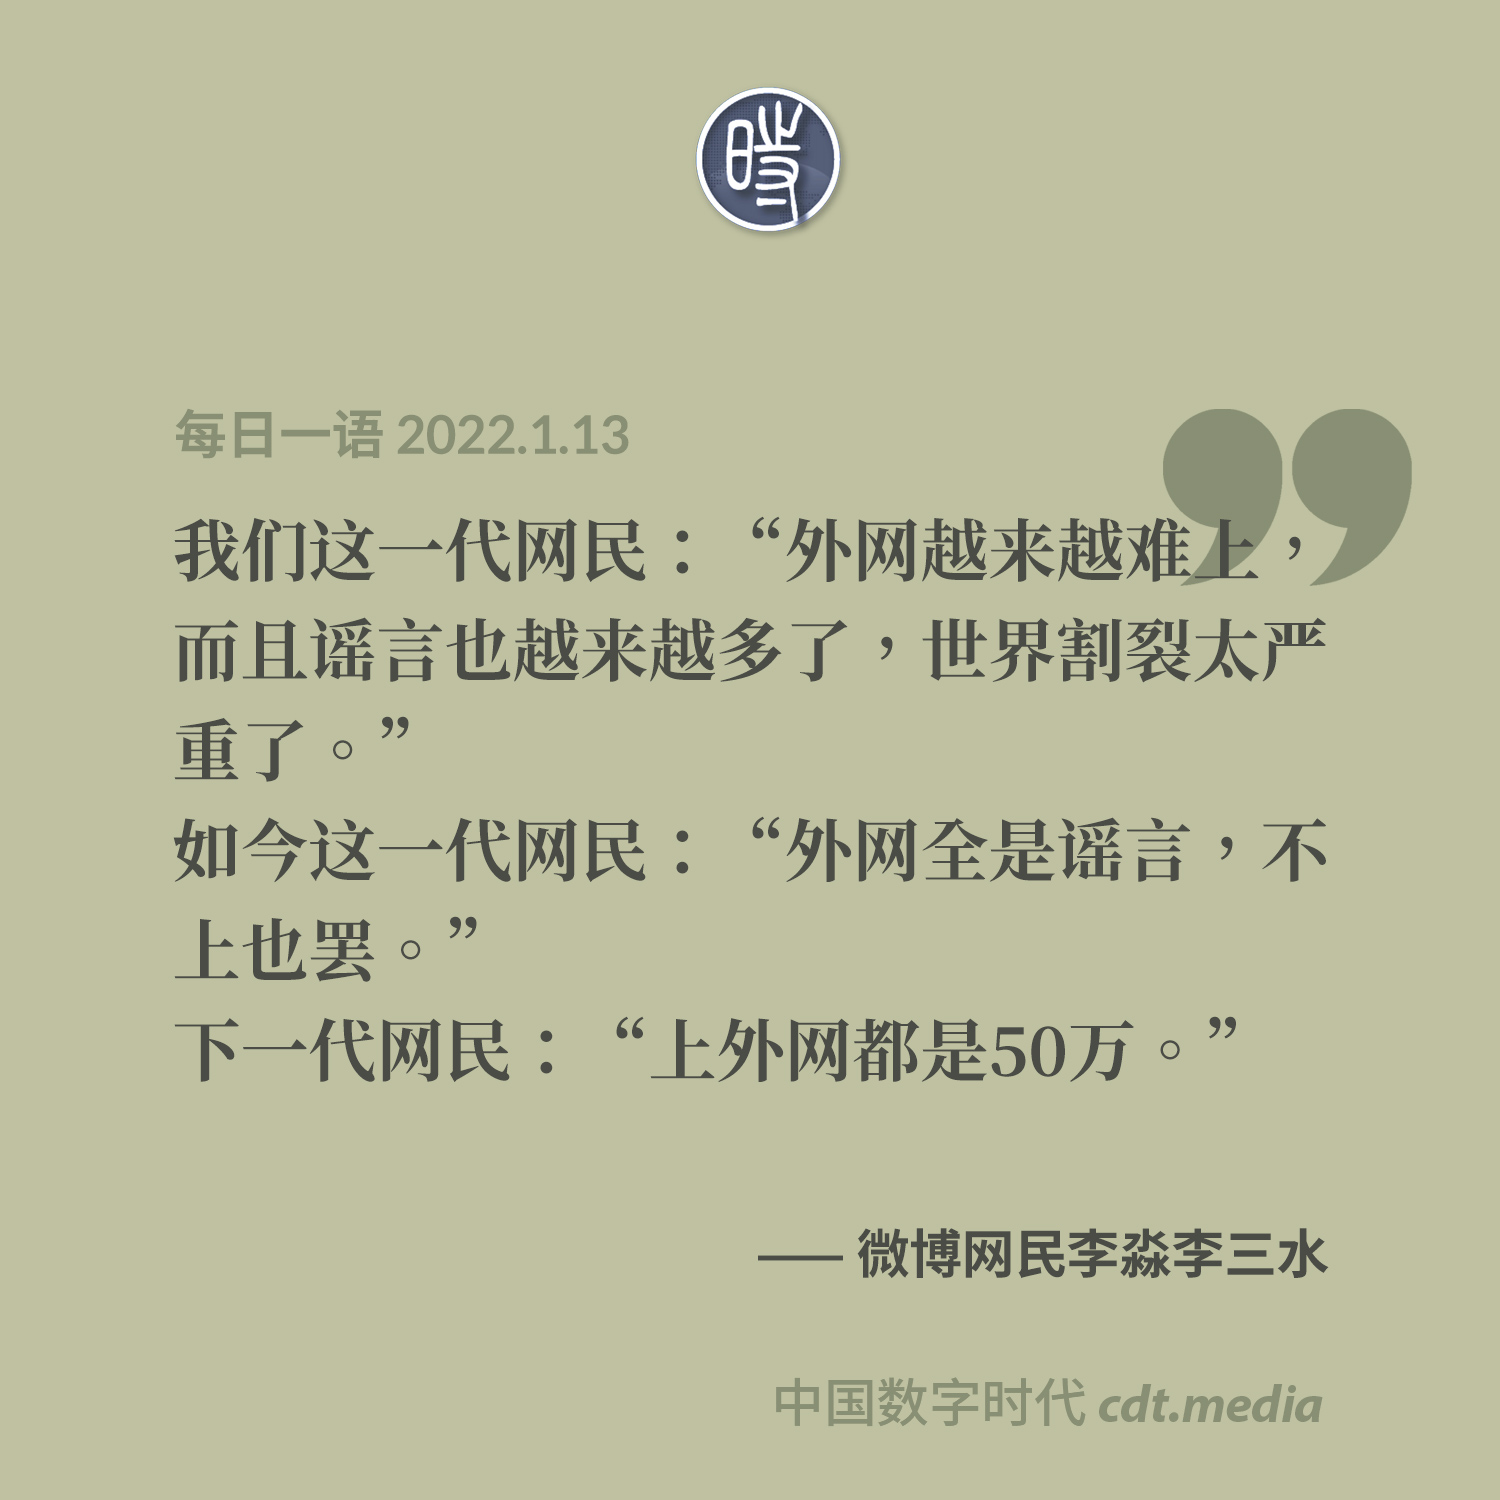 時
每日一语 2022.1.13
我们这一代网民：“外网越来越难上，
而且谣言也越来越多了，世界割裂太严
重了。”
如今这一代网民：“外网全是谣言，不
上也罢。”
下一代网民：“上外网都是50万。”
—— 微博网民李淼李三水
中国数字时代 cdt.media